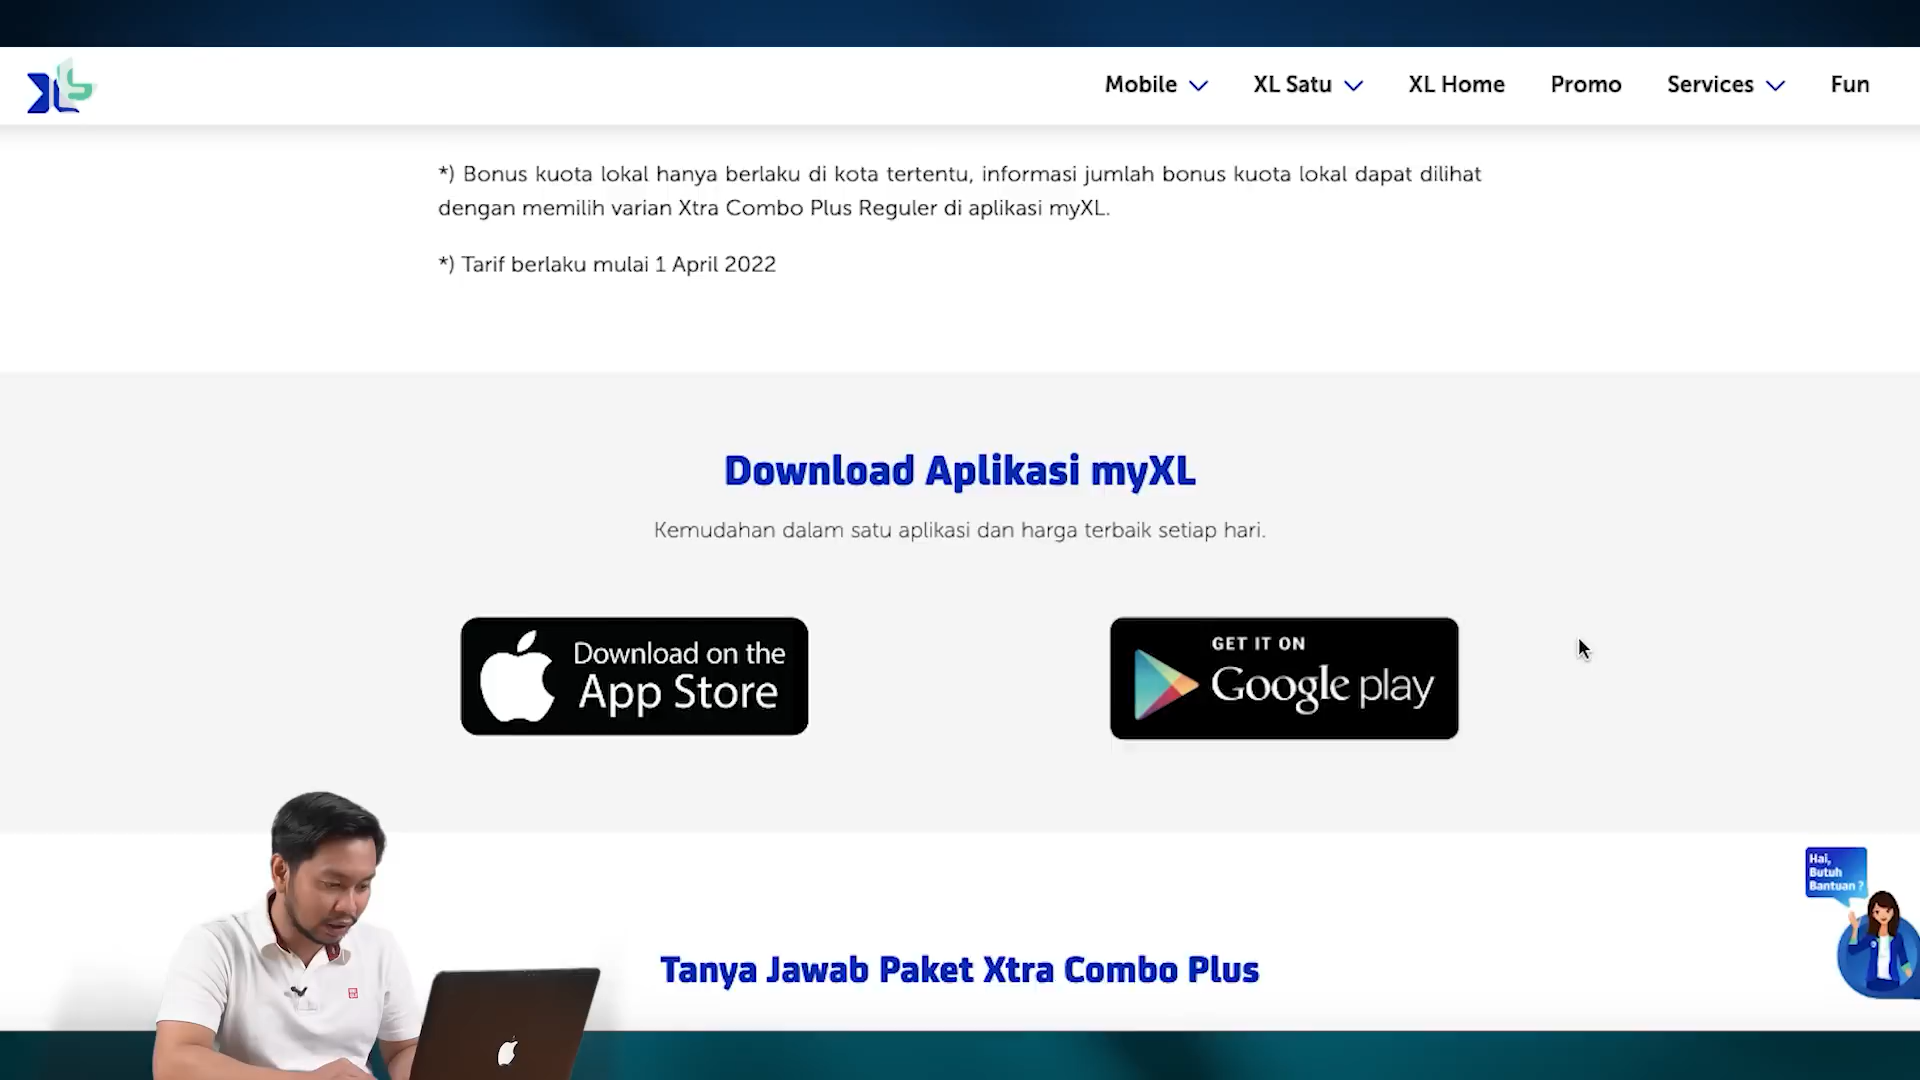 XL
Mobile
XL Satu
XL Home
Promo
Services
Fun
*) Bonus kuota lokal hanya berlaku di kota tertentu, informasi jumlah bonus kuota lokal dapat dilihat
dengan memilih varian Xtra Combo Plus Reguler di aplikasi myXL.
*) Tarif berlaku mulai 1 April 2022
Download Aplikasi myXL
Kemudahan dalam satu aplikasi dan harga terbaik setiap hari.
Download on the
App Store
GET IT ON
Google play
Hai,
Butuh
Bantuan ?
Tanya Jawab Paket Xtra Combo Plus